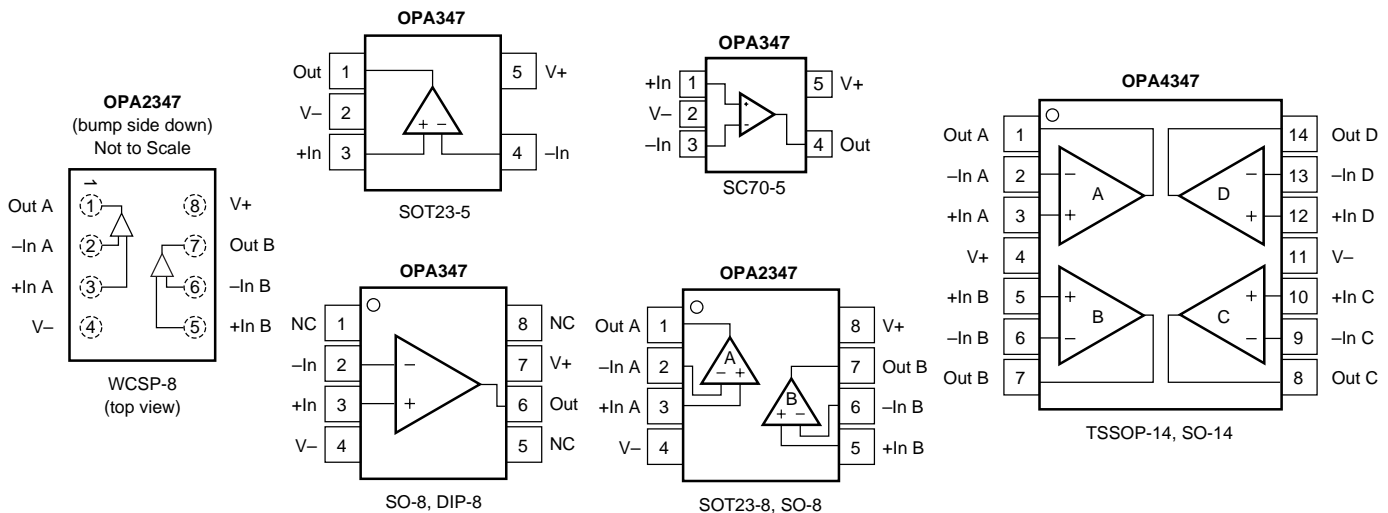 OPA2347
(bump side down)
Not to Scale
1
Out A 1 8 V+
–In A 2 7 Out B
+In A 3 6 –In B
V– 4 5 +In B
WCSP-8
(top view)
OPA347
Out 1 5 V+
V– 2
+ –
+In 3 4 –In
SOT23-5
OPA347
+In 1 5 V+
+
V– 2
-
–In 3 4 Out
SC70-5
OPA347
NC 1 8 NC
–In 2 – 7 V+
+In 3 + 6 Out
V– 4 5 NC
SO-8, DIP-8
OPA2347
Out A 1 8 V+
A
–In A 2 – + 7 Out B
B
+In A 3 + – 6 –In B
V– 4 5 +In B
SOT23-8, SO-8
OPA4347
Out A 1 14 Out D
–In A 2 – – 13 –In D
A D
+In A 3 + + 12 +In D
V+ 4 11 V–
+In B 5 + + 10 +In C
B C
–In B 6 – – 9 –In C
Out B 7 8 Out C
TSSOP-14, SO-14